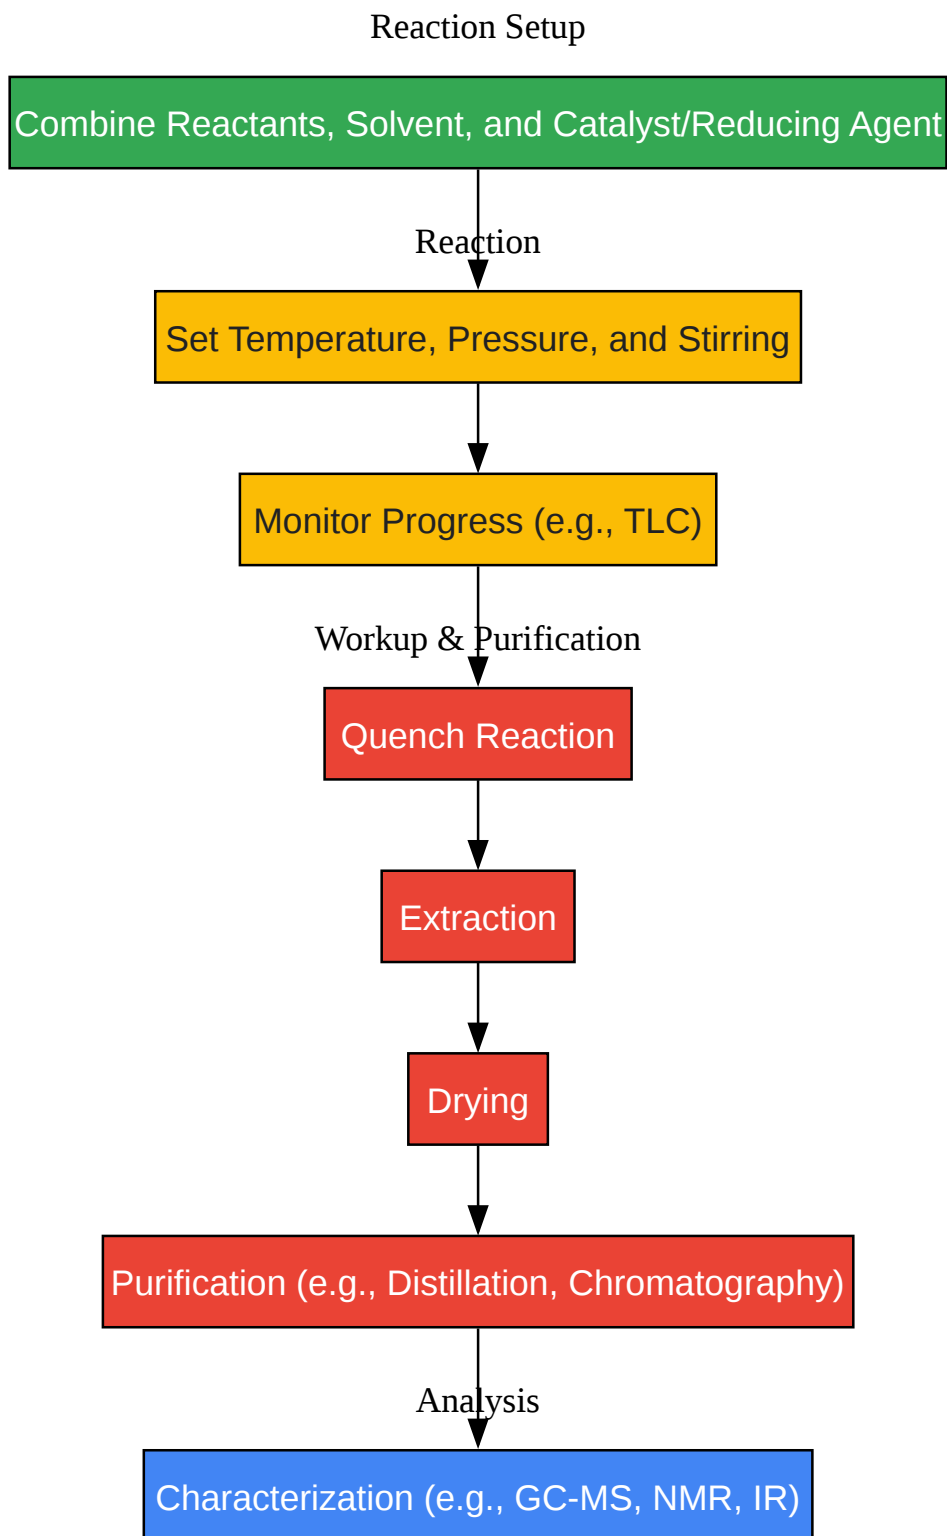 Reaction Setup
Combine Reactants, Solvent, and Catalyst/Reducing Agent
Reaction
Set Temperature, Pressure, and Stirring
Monitor Progress (e.g., TLC)
Workup & Purification
Quench Reaction
Extraction
Drying
Purification (e.g., Distillation, Chromatography)
Analysis
Characterization (e.g., GC-MS, NMR, IR)